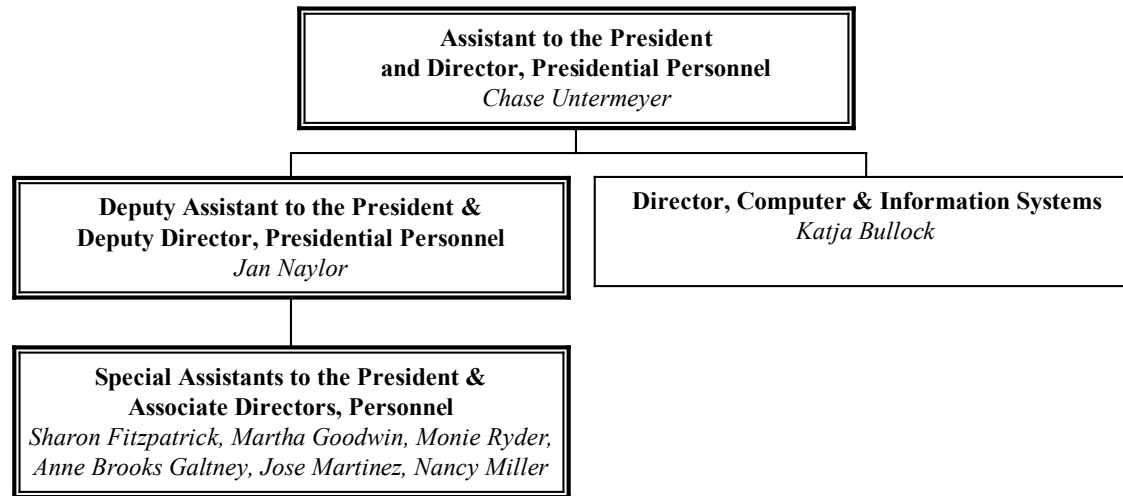 Assistant to the President
and Director, Presidential Personnel
Chase Untermeyer
Deputy Assistant to the President &
Deputy Director, Presidential Personnel
Jan Naylor
Director, Computer & Information Systems
Katja Bullock
Special Assistants to the President &
Associate Directors, Personnel
Sharon Fitzpatrick, Martha Goodwin, Monie Ryder,
Anne Brooks Galtney, Jose Martinez, Nancy Miller